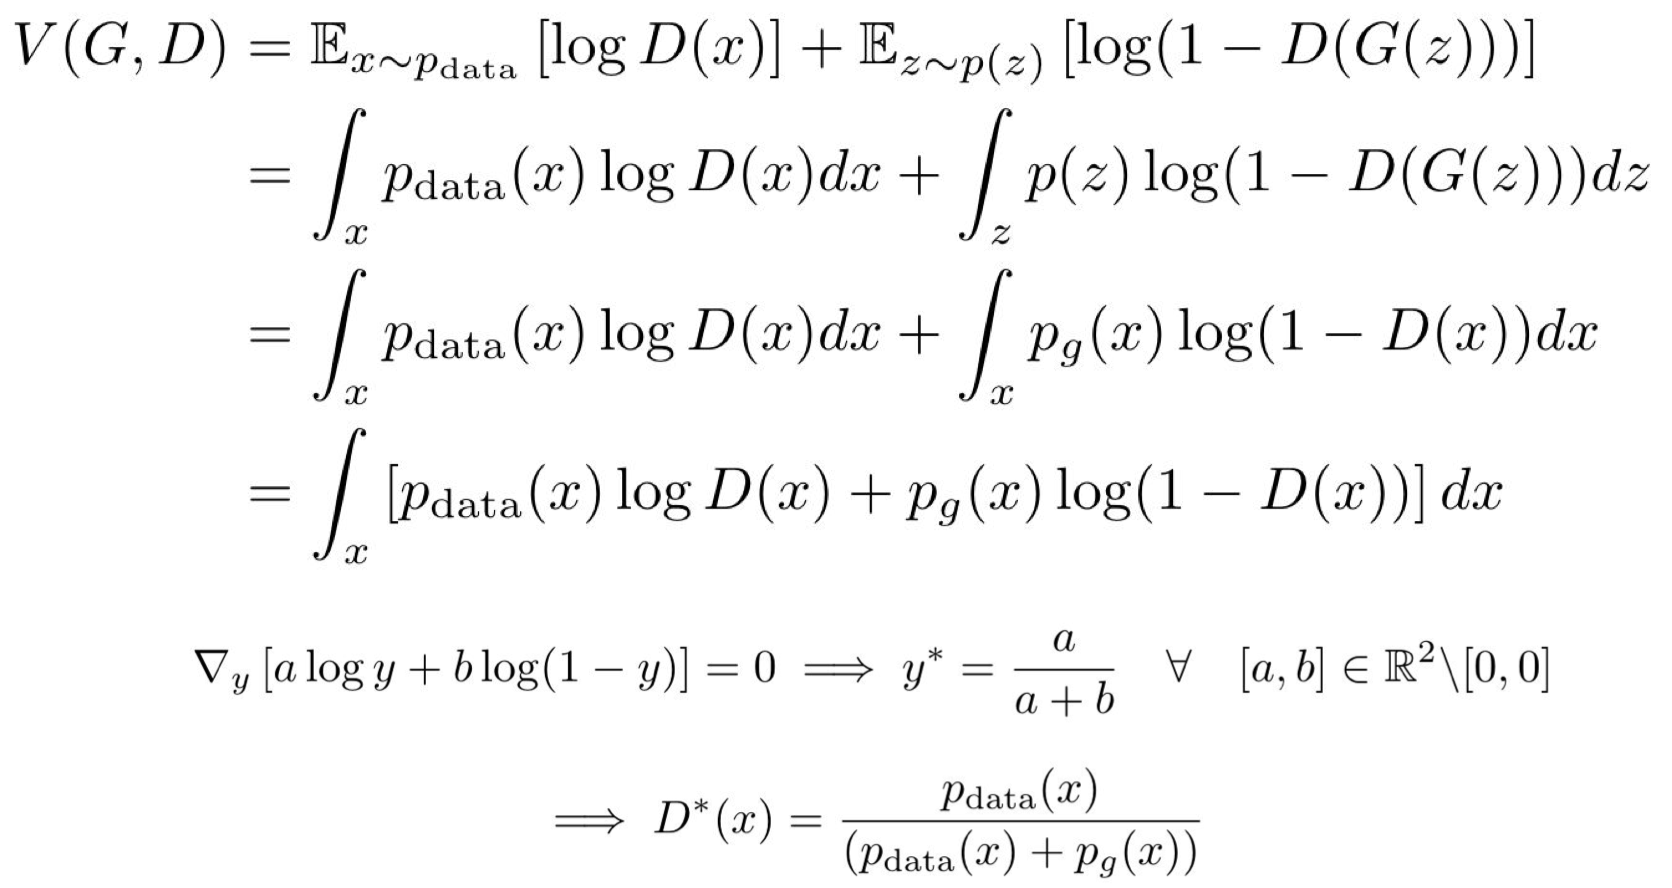 V(G, D) = 𝔼_{x∼p_data} [log D(x)] + 𝔼_{z∼p(z)} [log(1 − D(G(z)))]
= ∫_x p_data(x) log D(x)dx + ∫_z p(z) log(1 − D(G(z)))dz
= ∫_x p_data(x) log D(x)dx + ∫_x p_g(x) log(1 − D(x))dx
= ∫_x [p_data(x) log D(x) + p_g(x) log(1 − D(x))] dx
∇_y [a log y + b log(1 − y)] = 0 ⟹ y* = a/(a + b) ∀ [a, b] ∈ ℝ²\[0, 0]
⟹ D*(x) = p_data(x)/(p_data(x) + p_g(x))